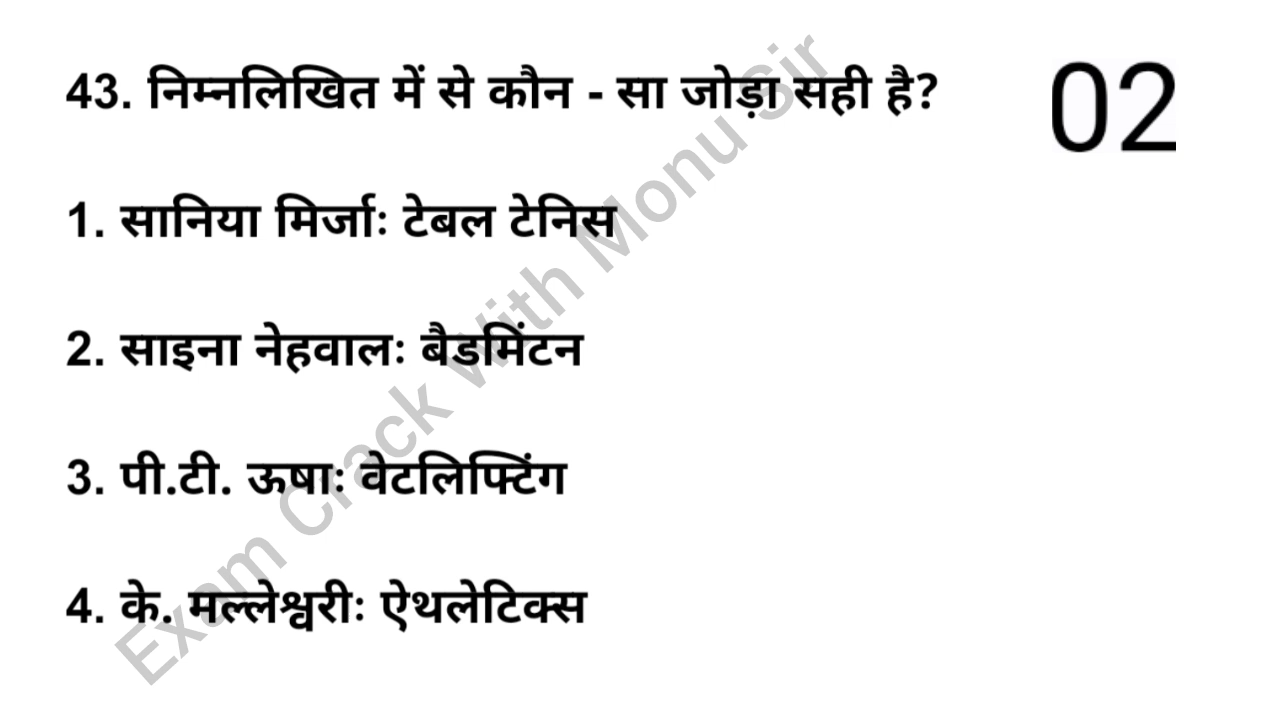 43. निम्नलिखित में से कौन - सा जोड़ा सही है?
02
1. सानिया मिर्जाः टेबल टेनिस
2. साइना नेहवालः बैडमिंटन
3. पी.टी. ऊषाः वेटलिफ्टिंग
4. के. मल्लेश्वरीः ऐथलेटिक्स
Exam Crack With Monu Sir